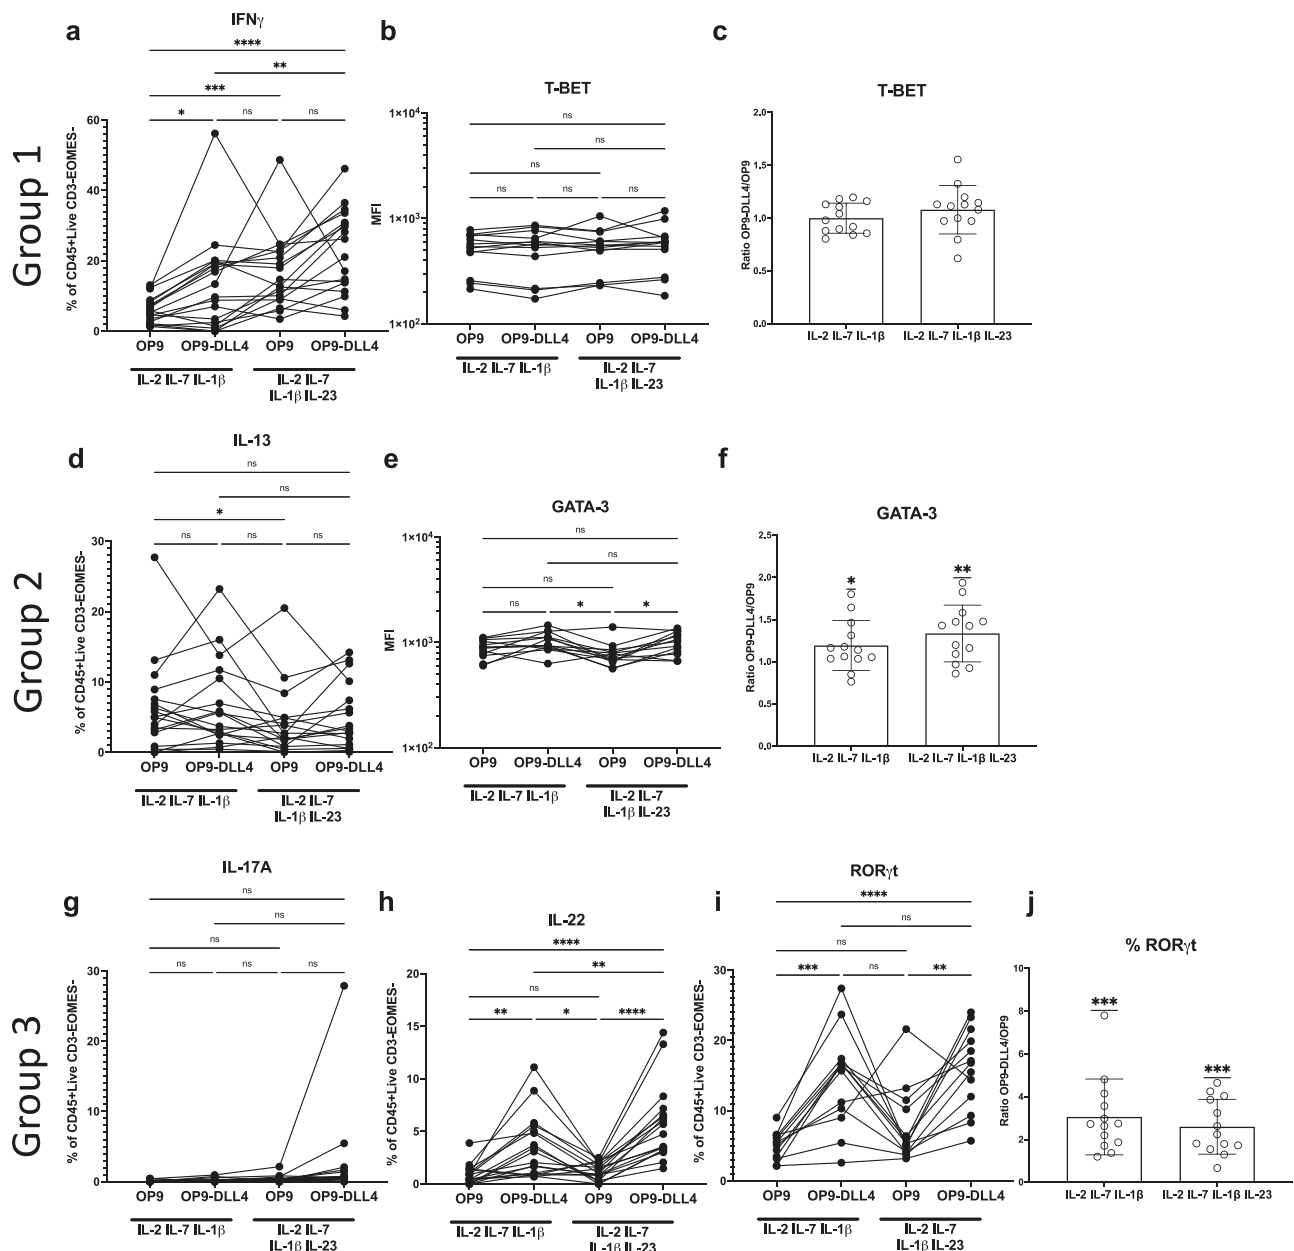 Group 1
a
IFNγ
****
**
***
*
ns
ns
% of CD45+Live CD3-EOMES-
60
40
20
0
OP9
OP9-DLL4
OP9
OP9-DLL4
IL-2 IL-7 IL-1β
IL-2 IL-7
IL-1β IL-23
b
T-BET
ns
ns
ns
ns
ns
ns
MFI
1×10⁴
1×10³
1×10²
OP9
OP9-DLL4
OP9
OP9-DLL4
IL-2 IL-7 IL-1β
IL-2 IL-7
IL-1β IL-23
c
T-BET
Ratio OP9-DLL4/OP9
2.0
1.5
1.0
0.5
0.0
IL-2 IL-7 IL-1β
IL-2 IL-7 IL-1β IL-23
Group 2
d
IL-13
ns
ns
*
ns
ns
ns
% of CD45+Live CD3-EOMES-
30
20
10
0
OP9
OP9-DLL4
OP9
OP9-DLL4
IL-2 IL-7 IL-1β
IL-2 IL-7
IL-1β IL-23
e
GATA-3
ns
ns
ns
ns
*
*
MFI
1×10⁴
1×10³
1×10²
OP9
OP9-DLL4
OP9
OP9-DLL4
IL-2 IL-7 IL-1β
IL-2 IL-7
IL-1β IL-23
f
GATA-3
*
**
Ratio OP9-DLL4/OP9
2.5
2.0
1.5
1.0
0.5
0.0
IL-2 IL-7 IL-1β
IL-2 IL-7 IL-1β IL-23
Group 3
g
IL-17A
ns
ns
ns
ns
ns
ns
% of CD45+Live CD3-EOMES-
30
20
10
0
OP9
OP9-DLL4
OP9
OP9-DLL4
IL-2 IL-7 IL-1β
IL-2 IL-7
IL-1β IL-23
h
IL-22
****
**
ns
**
*
****
% of CD45+Live CD3-EOMES-
20
15
10
5
0
OP9
OP9-DLL4
OP9
OP9-DLL4
IL-2 IL-7 IL-1β
IL-2 IL-7
IL-1β IL-23
i
RORγt
****
ns
ns
***
ns
**
% of CD45+Live CD3-EOMES-
30
20
10
0
OP9
OP9-DLL4
OP9
OP9-DLL4
IL-2 IL-7 IL-1β
IL-2 IL-7
IL-1β IL-23
j
% RORγt
***
***
Ratio OP9-DLL4/OP9
10
8
6
4
2
0
IL-2 IL-7 IL-1β
IL-2 IL-7 IL-1β IL-23